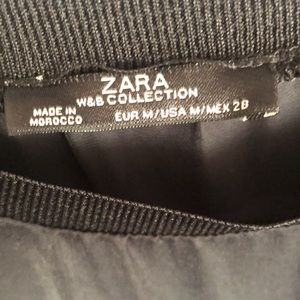 ZARA
W&B COLLECTION
MADE IN
MOROCCO
EUR M/USA M/MEX 28